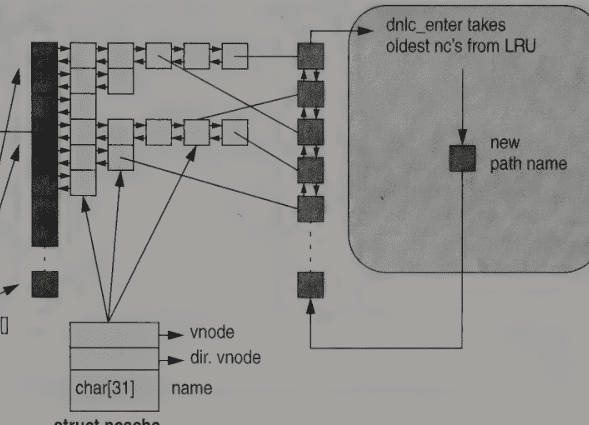 dnlc_enter takes
oldest nc's from LRU
new
path name
[]
vnode
dir. vnode
char[31] name
struct ncache